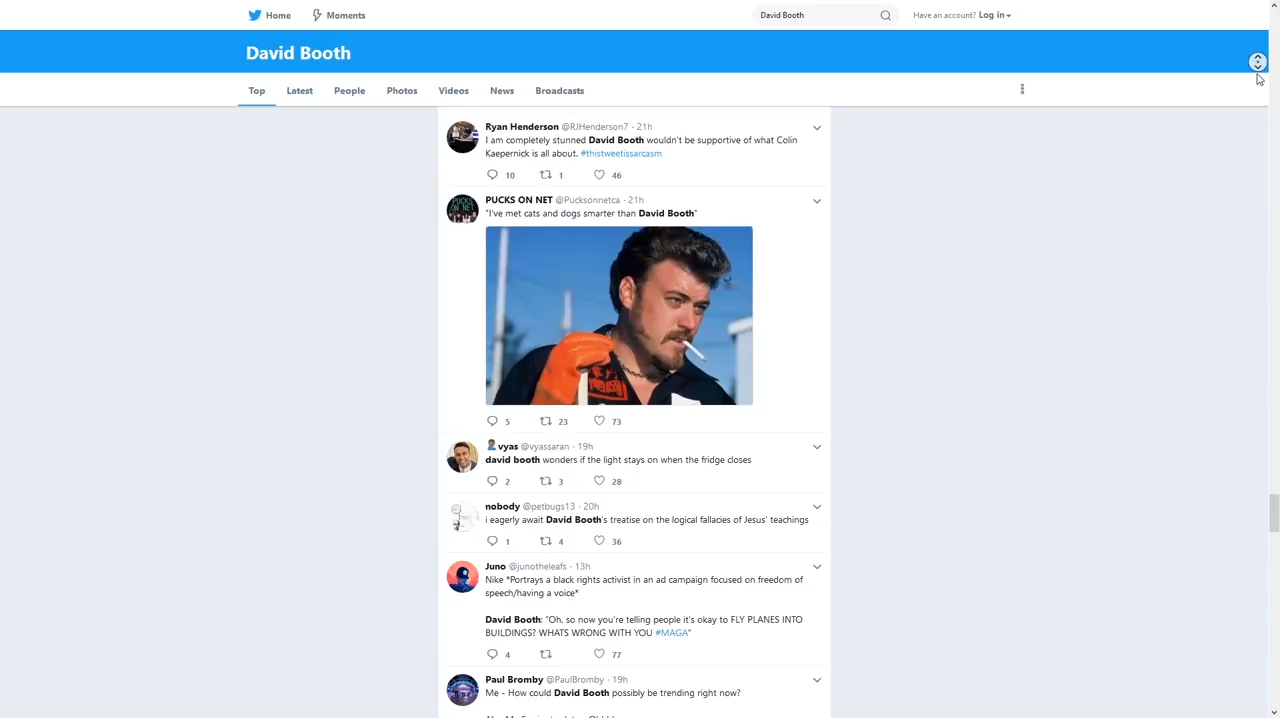 Home
Moments
David Booth
Have an account? Log in
David Booth
Top
Latest
People
Photos
Videos
News
Broadcasts
Ryan Henderson @RJHenderson7 · 21h
I am completely stunned David Booth wouldn't be supportive of what Colin
Kaepernick is all about. #thistweetissarcasm
10 1 46
PUCKS ON NET @Pucksonnetca · 21h
"I've met cats and dogs smarter than David Booth"
5 23 73
vyas @vyassaran · 19h
david booth wonders if the light stays on when the fridge closes
2 3 28
nobody @petbugs13 · 20h
i eagerly await David Booth's treatise on the logical fallacies of Jesus' teachings
1 4 36
Juno @junotheleafs · 13h
Nike *Portrays a black rights activist in an ad campaign focused on freedom of
speech/having a voice*
David Booth: "Oh, so now you're telling people it's okay to FLY PLANES INTO
BUILDINGS? WHATS WRONG WITH YOU #MAGA"
4 77
Paul Bromby @PaulBromby · 19h
Me - How could David Booth possibly be trending right now?